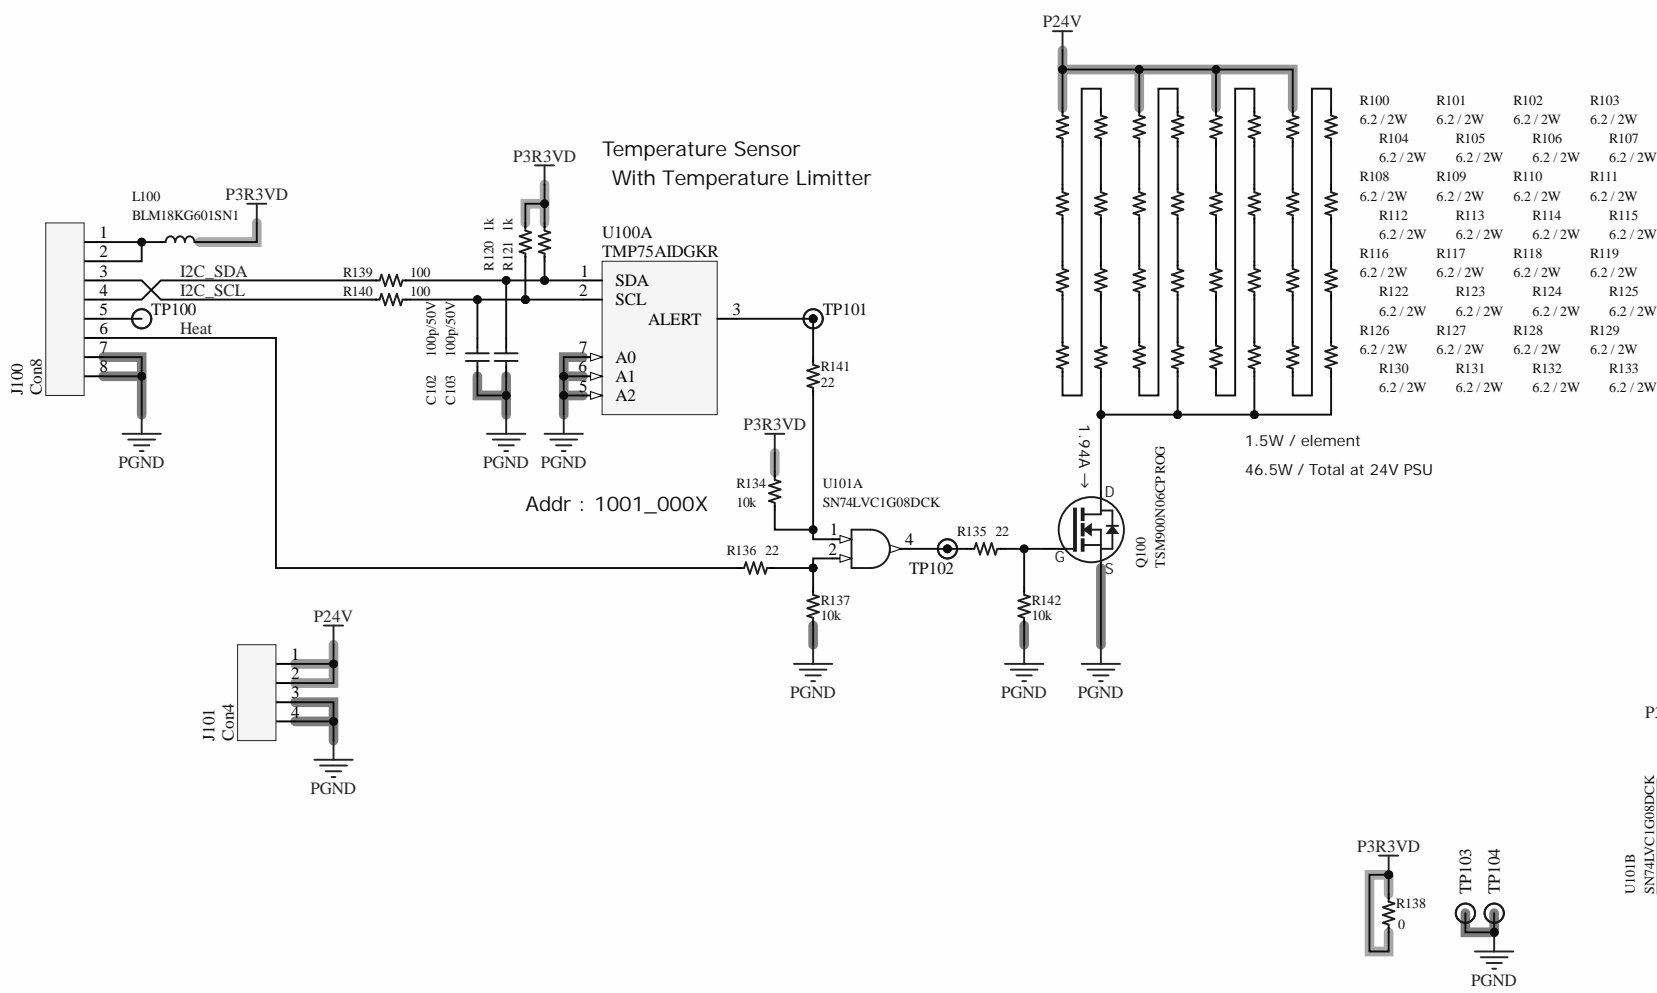 P24V
R100 R101 R102 R103
6.2 / 2W 6.2 / 2W 6.2 / 2W 6.2 / 2W
R104 R105 R106 R107
6.2 / 2W 6.2 / 2W 6.2 / 2W 6.2 / 2W
R108 R109 R110 R111
6.2 / 2W 6.2 / 2W 6.2 / 2W 6.2 / 2W
R112 R113 R114 R115
6.2 / 2W 6.2 / 2W 6.2 / 2W 6.2 / 2W
R116 R117 R118 R119
6.2 / 2W 6.2 / 2W 6.2 / 2W 6.2 / 2W
R122 R123 R124 R125
6.2 / 2W 6.2 / 2W 6.2 / 2W 6.2 / 2W
R126 R127 R128 R129
6.2 / 2W 6.2 / 2W 6.2 / 2W 6.2 / 2W
R130 R131 R132 R133
6.2 / 2W 6.2 / 2W 6.2 / 2W 6.2 / 2W
1.5W / element
46.5W / Total at 24V PSU
Temperature Sensor
With Temperature Limitter
P3R3VD
L100
BLM18KG601SN1
P3R3VD
1
2
3
4
5
6
7
8
J100
Con8
I2C_SDA
I2C_SCL
TP100
Heat
PGND
R139 100
R140 100
R120 1k
R121 1k
C102 100p/50V
C103 100p/50V
PGND
PGND
U100A
TMP75AIDGKR
1 SDA
2 SCL
ALERT 3
7 A0
6 A1
5 A2
TP101
R141
22
Addr : 1001_000X
P3R3VD
R134
10k
U101A
SN74LVC1G08DCK
1
2
4
R136 22
R137
10k
PGND
TP102
R135 22
R142
10k
PGND
1.94A →
D
G
S
Q100
TSM900N06CP ROG
PGND
P24V
1
2
3
4
J101
Con4
PGND
P3R3VD
R138
0
TP103
TP104
PGND
U101B
SN74LVC1G08DCK